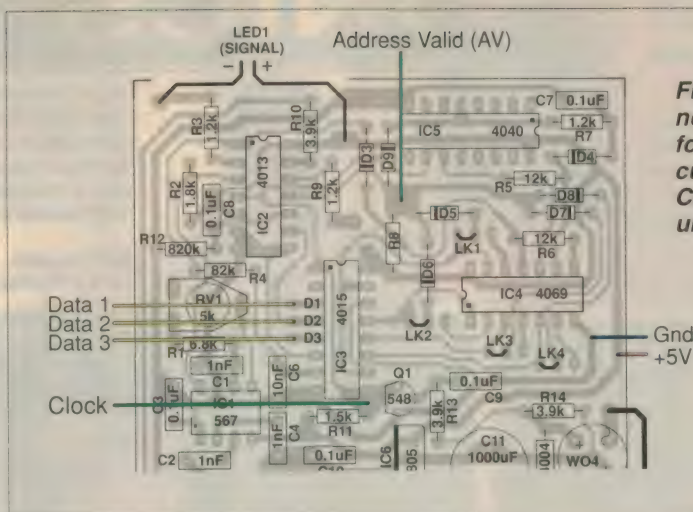 LED1
(SIGNAL)
– +
Address Valid (AV)
C7 0.1uF
1.2k
R7
R3
1.2k
R10
3.9k
IC5 4040
D3
D9
D4
4013
IC2
R2
1.8k
0.1uF
C8
R9
1.2k
R5 12k
D8
D7
D5
R12
820k
R8
LK1
12k
R6
82k
R4
D6
IC4 4069
RV1
5k
4015
IC3
Data 1
D1
Data 2
D2
Data 3
D3
LK2
LK3
LK4
Gnd
+5V
R1 6.8K
1nF
C1
10nF
C6
Q1
548
0.1uF
C9
R14
3.9k
Clock
C3
567
R11
1.5k
3.9k
R13
1nF
C4
C11
1000uF
C2 1nF
0.1uF
IC6
805
004
WO4
+